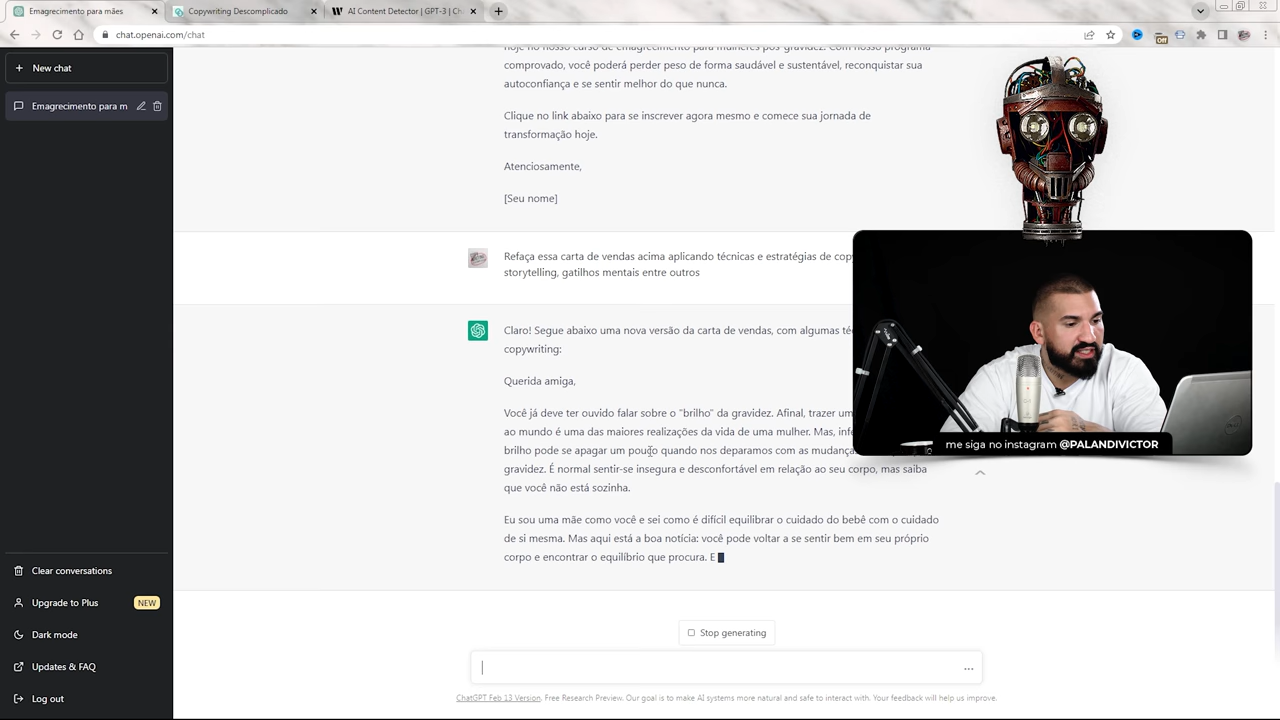 Emagrecimento para mães
Copywriting Descomplicado
AI Content Detector | GPT-3 | Ch
chat.openai.com/chat
Off
New chat
Emagrecimento para m
Clear conversations
Upgrade to Plus NEW
Dark mode
Updates & FAQ
Log out
hoje no nosso curso de emagrecimento para mulheres pós-gravidez. Com nosso programa
comprovado, você poderá perder peso de forma saudável e sustentável, reconquistar sua
autoconfiança e se sentir melhor do que nunca.
Clique no link abaixo para se inscrever agora mesmo e comece sua jornada de
transformação hoje.
Atenciosamente,
[Seu nome]
Refaça essa carta de vendas acima aplicando técnicas e estratégias de copy
storytelling, gatilhos mentais entre outros
Claro! Segue abaixo uma nova versão da carta de vendas, com algumas téc
copywriting:
Querida amiga,
Você já deve ter ouvido falar sobre o "brilho" da gravidez. Afinal, trazer um
ao mundo é uma das maiores realizações da vida de uma mulher. Mas, infe
brilho pode se apagar um pouco quando nos deparamos com as mudança
gravidez. É normal sentir-se insegura e desconfortável em relação ao seu corpo, mas saiba
que você não está sozinha.
Eu sou uma mãe como você e sei como é difícil equilibrar o cuidado do bebê com o cuidado
de si mesma. Mas aqui está a boa notícia: você pode voltar a se sentir bem em seu próprio
corpo e encontrar o equilíbrio que procura. E
me siga no instagram @PALANDIVICTOR
Stop generating
ChatGPT Feb 13 Version. Free Research Preview. Our goal is to make AI systems more natural and safe to interact with. Your feedback will help us improve.